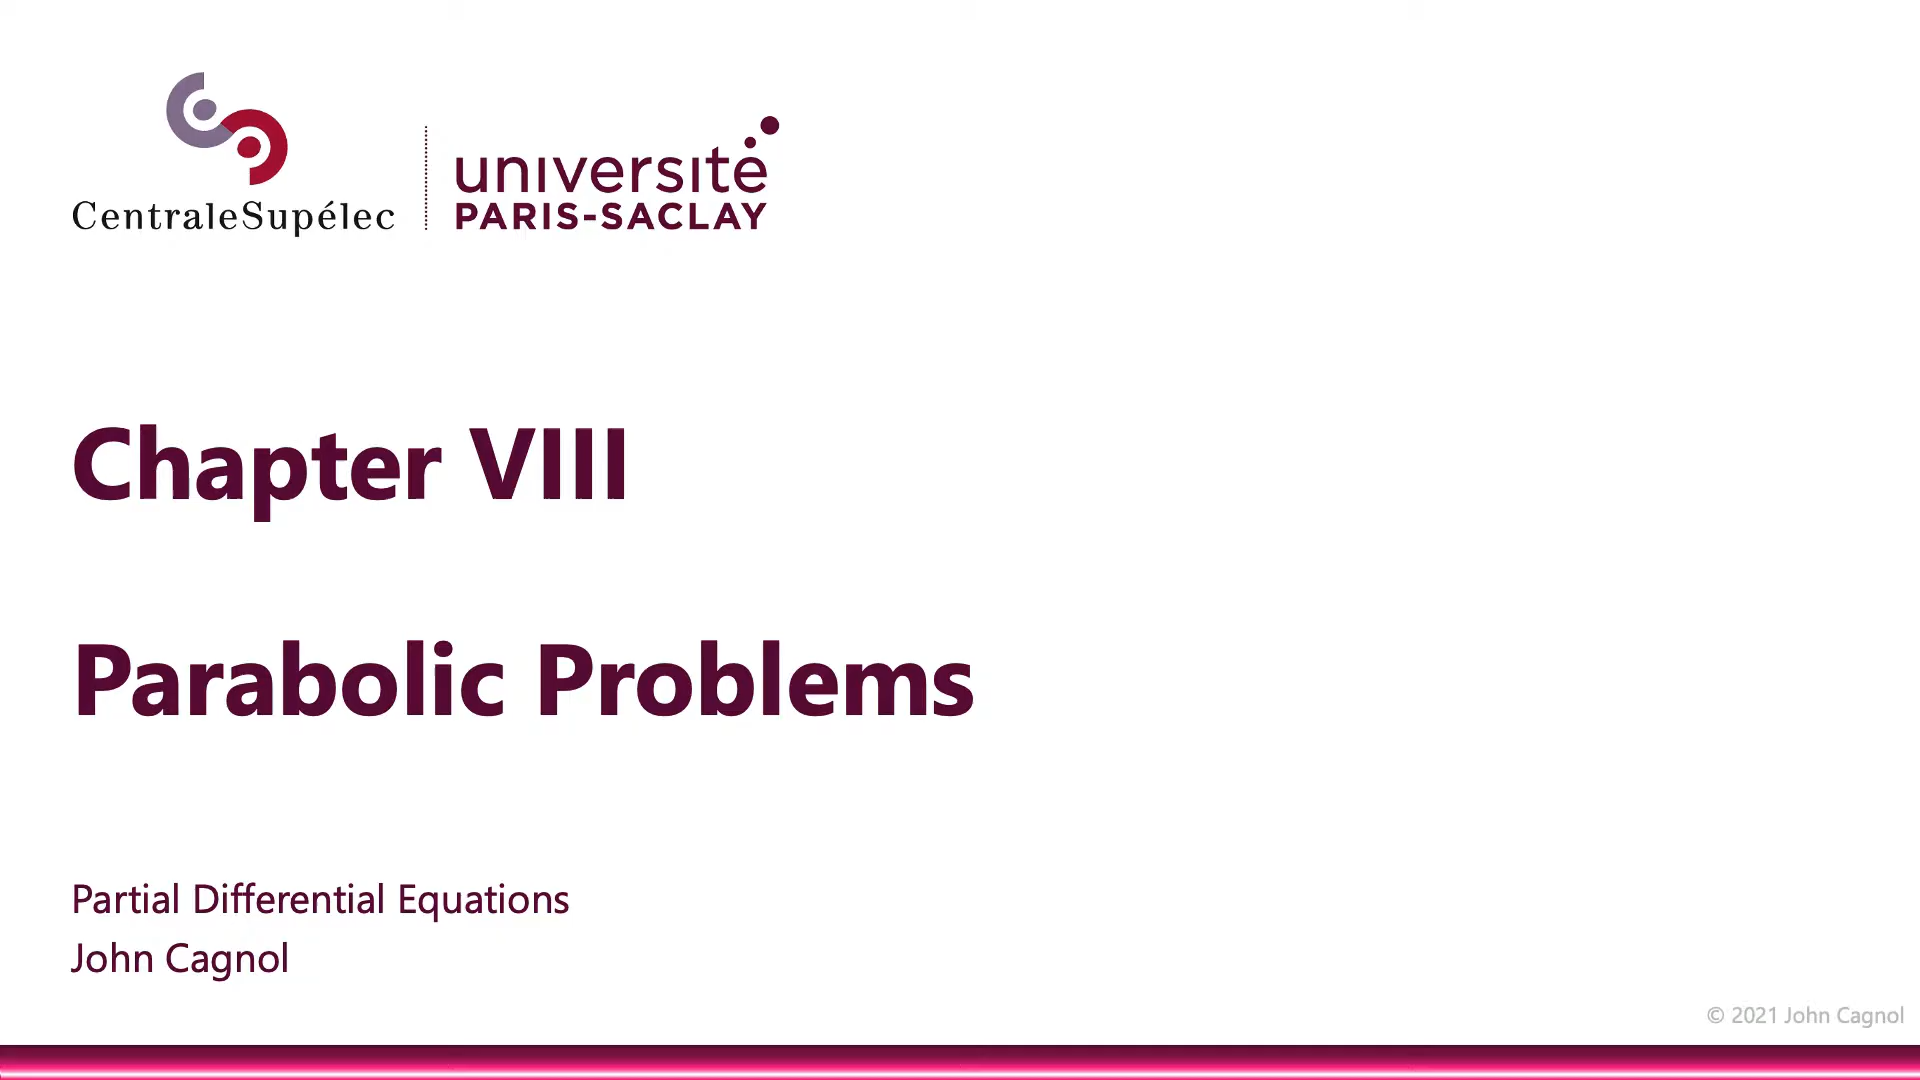 CentraleSupélec
université
PARIS-SACLAY
Chapter VIII
Parabolic Problems
Partial Differential Equations
John Cagnol
© 2021 John Cagnol